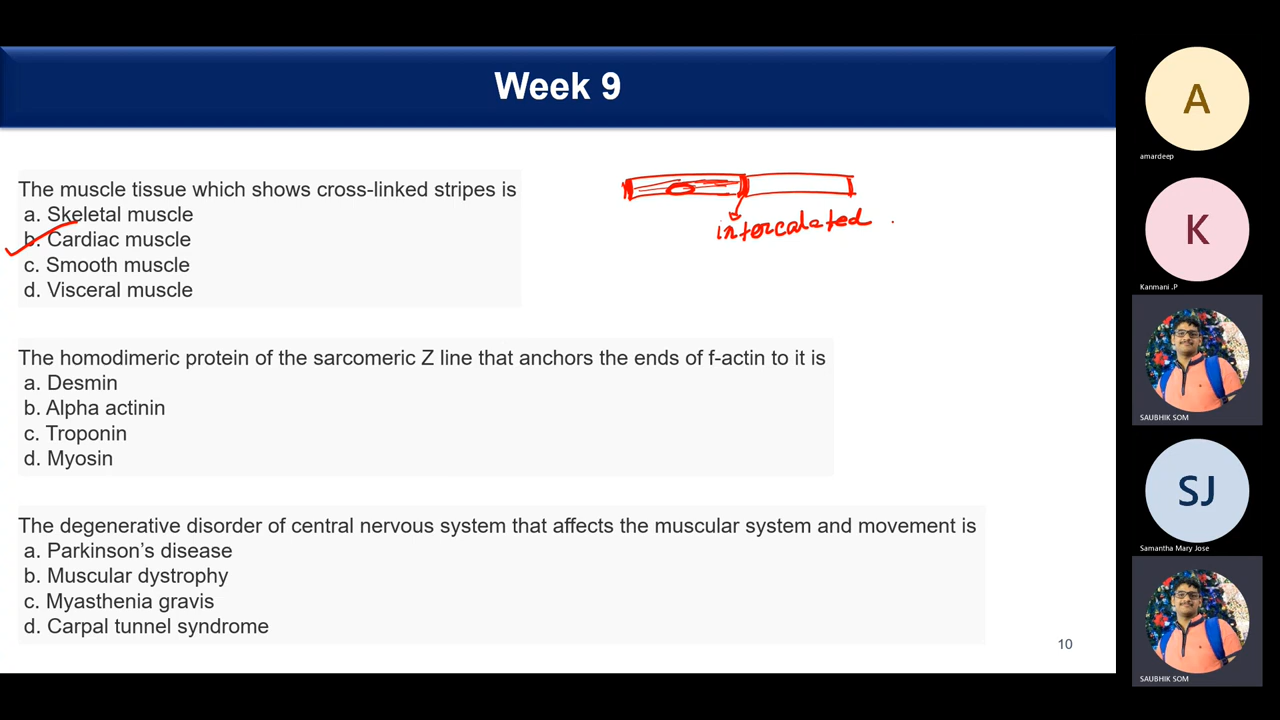 Week 9
The muscle tissue which shows cross-linked stripes is
a. Skeletal muscle
b. Cardiac muscle
c. Smooth muscle
d. Visceral muscle
intercalated
The homodimeric protein of the sarcomeric Z line that anchors the ends of f-actin to it is
a. Desmin
b. Alpha actinin
c. Troponin
d. Myosin
The degenerative disorder of central nervous system that affects the muscular system and movement is
a. Parkinson’s disease
b. Muscular dystrophy
c. Myasthenia gravis
d. Carpal tunnel syndrome
10
A
amardeep
K
Kanmani .P
SAUBHIK SOM
SJ
Samantha Mary Jose
SAUBHIK SOM